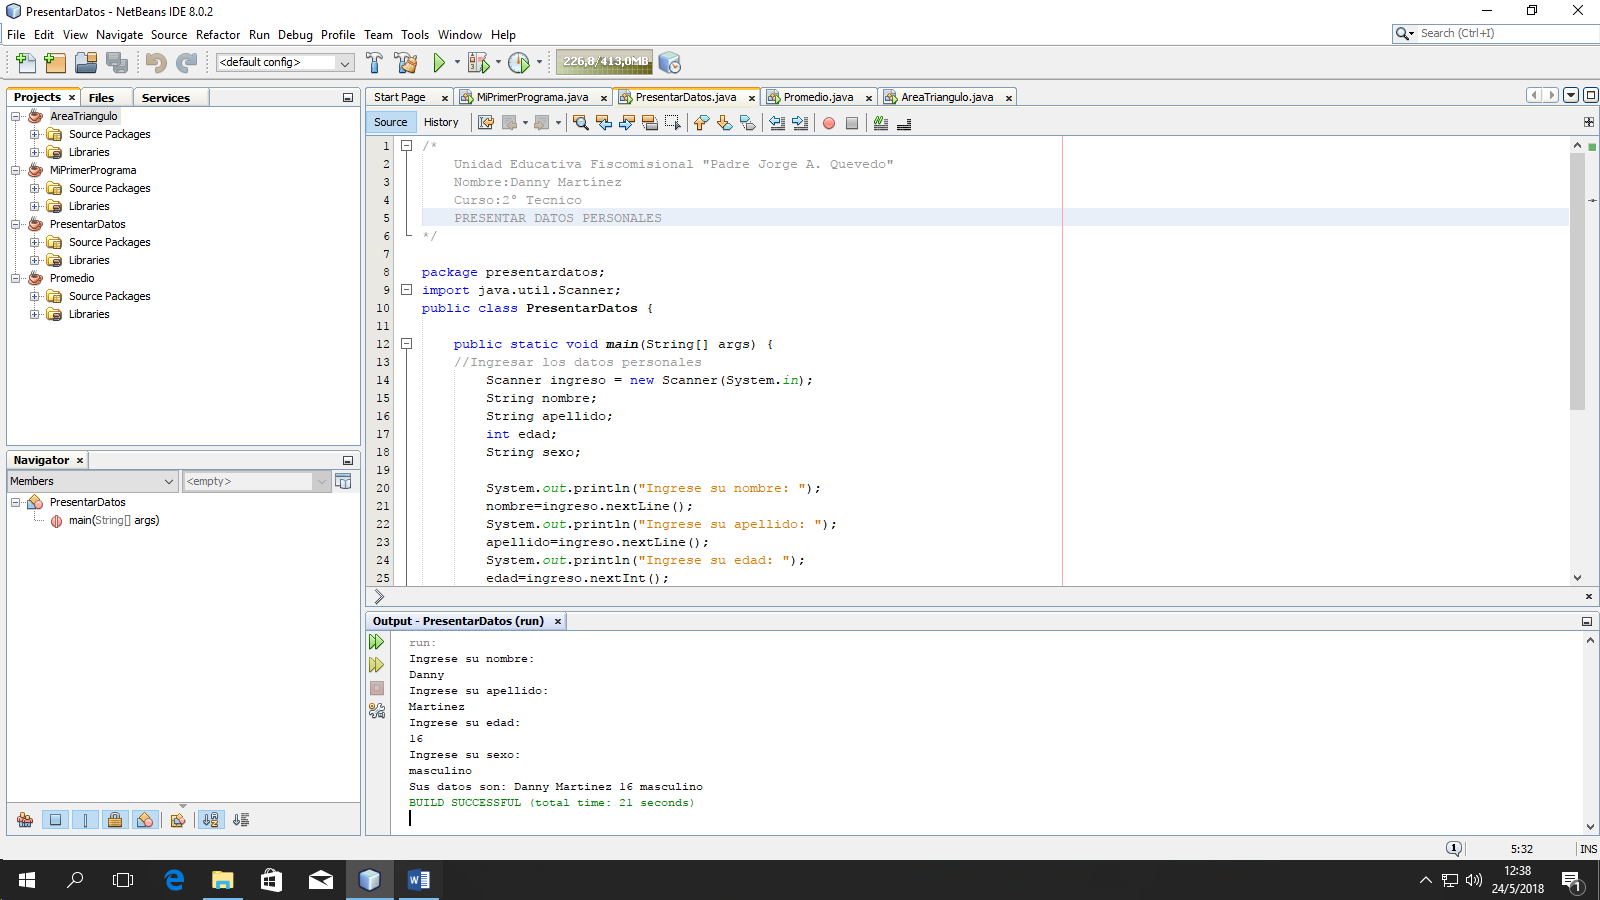 PresentarDatos - NetBeans IDE 8.0.2
File Edit View Navigate Source Refactor Run Debug Profile Team Tools Window Help
Search (Ctrl+I)
<default config>
226,8/413,0MB
Projects Files Services
AreaTriangulo
Source Packages
Libraries
MiPrimerPrograma
Source Packages
Libraries
PresentarDatos
Source Packages
Libraries
Promedio
Source Packages
Libraries
Navigator
Members <empty>
PresentarDatos
main(String[] args)
Start Page MiPrimerPrograma.java PresentarDatos.java Promedio.java AreaTriangulo.java
Source History
1 /*
2 Unidad Educativa Fiscomisional "Padre Jorge A. Quevedo"
3 Nombre:Danny Martínez
4 Curso:2° Tecnico
5 PRESENTAR DATOS PERSONALES
6 */
7
8 package presentardatos;
9 import java.util.Scanner;
10 public class PresentarDatos {
11
12 public static void main(String[] args) {
13 //Ingresar los datos personales
14 Scanner ingreso = new Scanner(System.in);
15 String nombre;
16 String apellido;
17 int edad;
18 String sexo;
19
20 System.out.println("Ingrese su nombre: ");
21 nombre=ingreso.nextLine();
22 System.out.println("Ingrese su apellido: ");
23 apellido=ingreso.nextLine();
24 System.out.println("Ingrese su edad: ");
25 edad=ingreso.nextInt();
Output - PresentarDatos (run)
run:
Ingrese su nombre:
Danny
Ingrese su apellido:
Martinez
Ingrese su edad:
16
Ingrese su sexo:
masculino
Sus datos son: Danny Martinez 16 masculino
BUILD SUCCESSFUL (total time: 21 seconds)
1
5:32 INS
12:38
24/5/2018
1